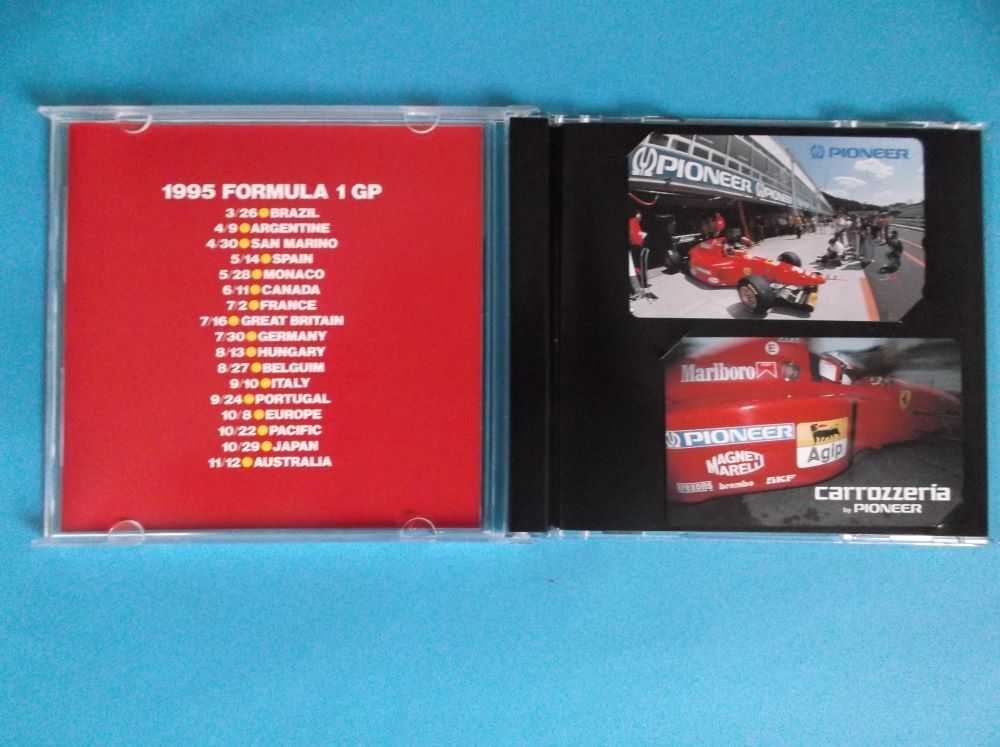 1995 FORMULA 1 GP
3/26●BRAZIL
4/9●ARGENTINE
4/30●SAN MARINO
5/14●SPAIN
5/28●MONACO
6/11●CANADA
7/2●FRANCE
7/16●GREAT BRITAIN
7/30●GERMANY
8/13●HUNGARY
8/27●BELGUIM
9/10●ITALY
9/24●PORTUGAL
10/8●EUROPE
10/22●PACIFIC
10/29●JAPAN
11/12●AUSTRALIA
PIONEER
PIONEER
PIONEER
E
Marlboro
PIONEER
Agip
MAGNETI
MARELLI
brembo
SKF
carrozzeria
by PIONEER